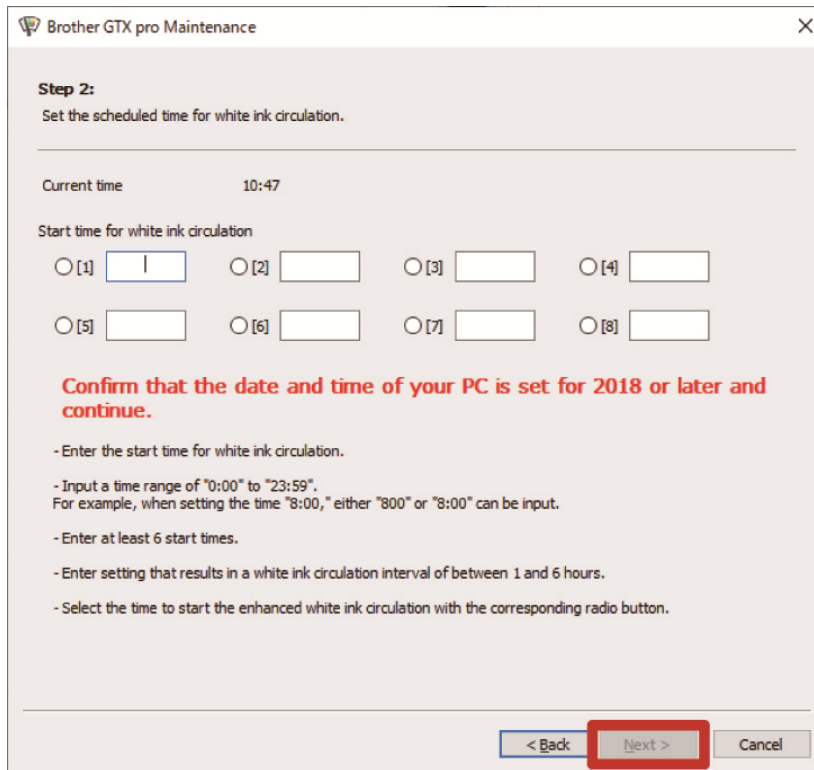 Brother GTX pro Maintenance
Step 2:
Set the scheduled time for white ink circulation.
Current time 10:47
Start time for white ink circulation
[1] [2] [3] [4]
[5] [6] [7] [8]
Confirm that the date and time of your PC is set for 2018 or later and
continue.
- Enter the start time for white ink circulation.
- Input a time range of "0:00" to "23:59".
For example, when setting the time "8:00," either "800" or "8:00" can be input.
- Enter at least 6 start times.
- Enter setting that results in a white ink circulation interval of between 1 and 6 hours.
- Select the time to start the enhanced white ink circulation with the corresponding radio button.
< Back Next > Cancel